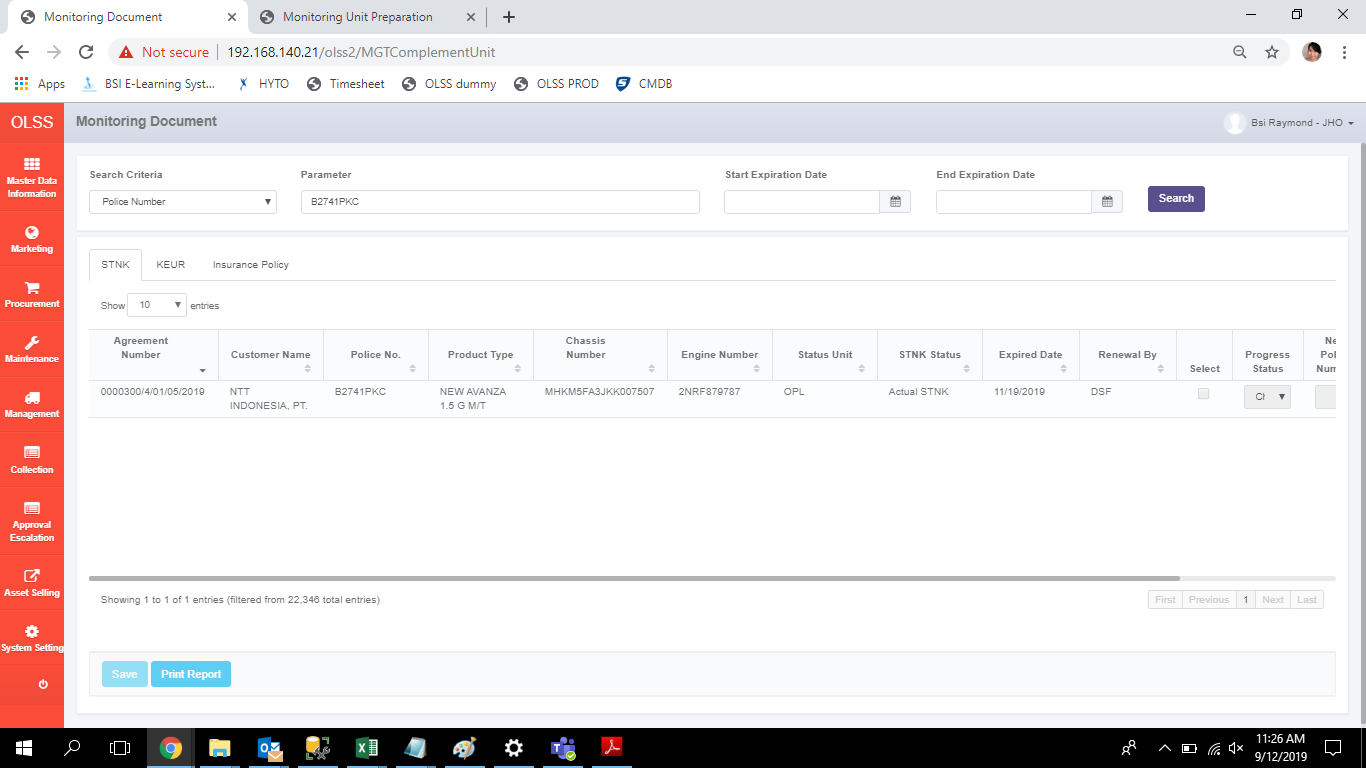 Monitoring Document
Monitoring Unit Preparation
Not secure
192.168.140.21/olss2/MGTComplementUnit
Apps
BSI E-Learning Syst...
HYTO
Timesheet
OLSS dummy
OLSS PROD
CMDB
OLSS
Monitoring Document
Bsi Raymond - JHO
Master Data
Information
Marketing
Procurement
Maintenance
Management
Collection
Approval
Escalation
Asset Selling
System Setting
Search Criteria
Parameter
Start Expiration Date
End Expiration Date
Police Number
B2741PKC
Search
STNK
KEUR
Insurance Policy
Show 10 entries
Agreement
Number
Customer Name
Police No.
Product Type
Chassis
Number
Engine Number
Status Unit
STNK Status
Expired Date
Renewal By
Select
Progress
Status
0000300/4/01/05/2019
NTT
INDONESIA, PT.
B2741PKC
NEW AVANZA
1.5 G M/T
MHKM5FA3JKK007507
2NRF879787
OPL
Actual STNK
11/19/2019
DSF
Showing 1 to 1 of 1 entries (filtered from 22,346 total entries)
First
Previous
1
Next
Last
Save
Print Report
11:26 AM
9/12/2019